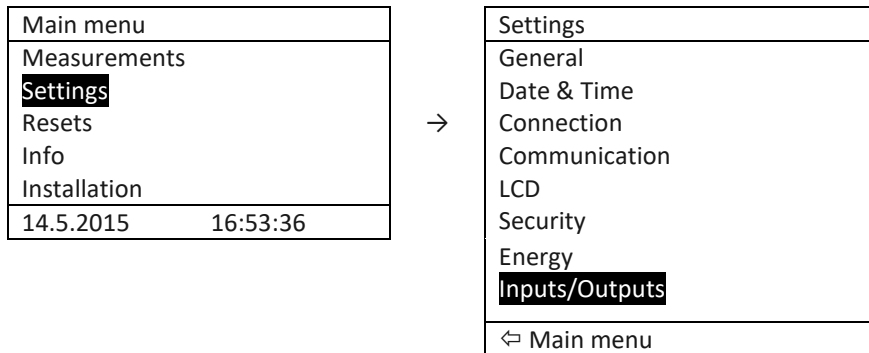 Main menu
Measurements
Settings
Resets
Info
Installation
14.5.2015 16:53:36
→
Settings
General
Date & Time
Connection
Communication
LCD
Security
Energy
Inputs/Outputs
⇦ Main menu